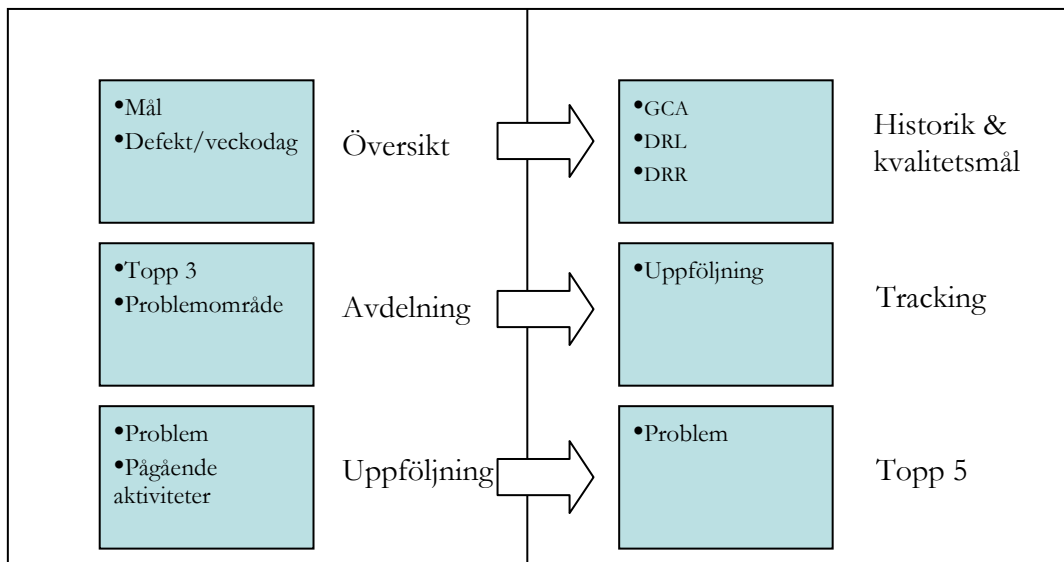 •Mål
•Defekt/veckodag
Översikt
•GCA
•DRL
•DRR
Historik &
kvalitetsmål
•Topp 3
•Problemområde
Avdelning
•Uppföljning
Tracking
•Problem
•Pågående
aktiviteter
Uppföljning
•Problem
Topp 5